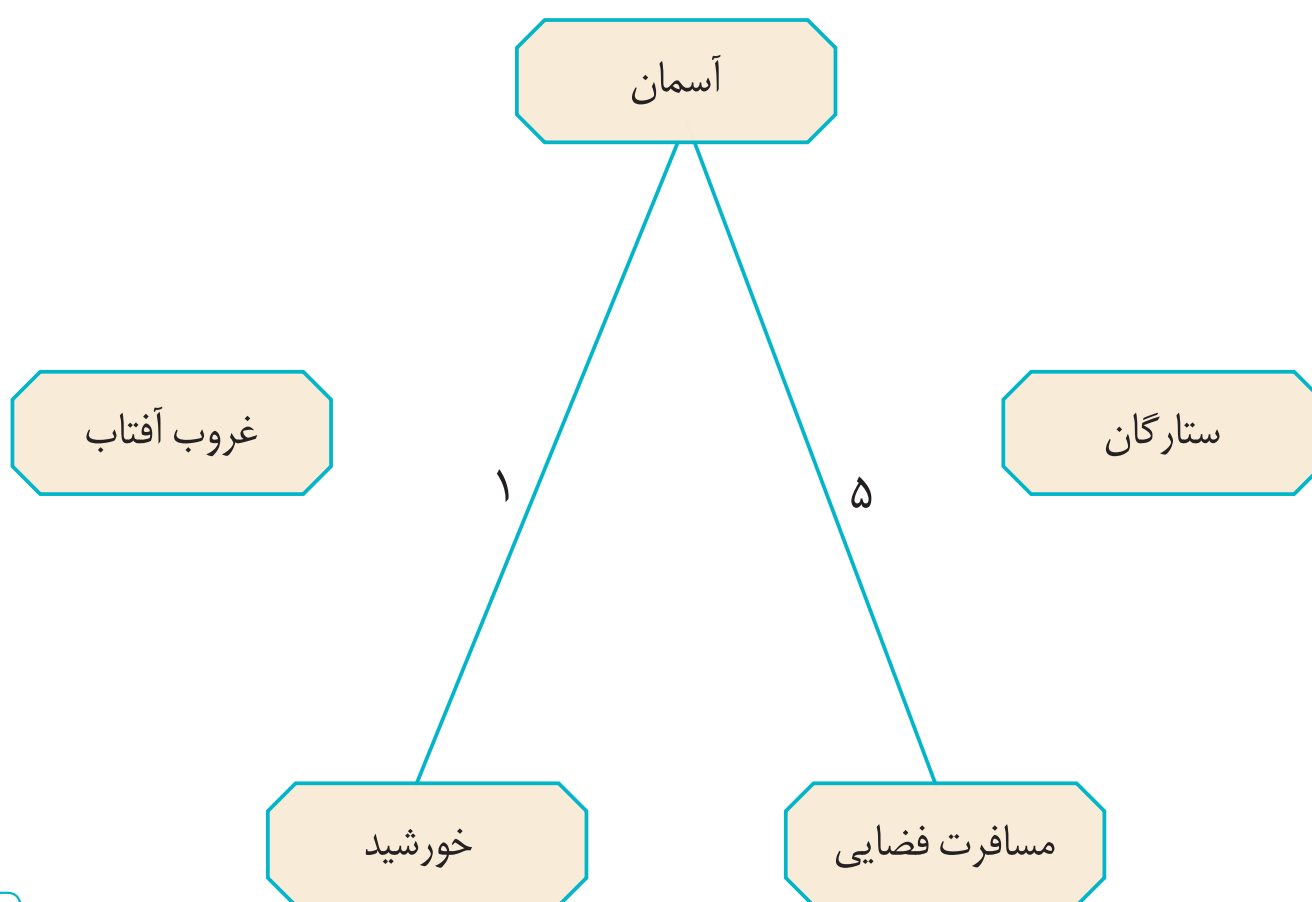 آسمان
ستارگان
غروب آفتاب
۵
۱
مسافرت فضایی
خورشید